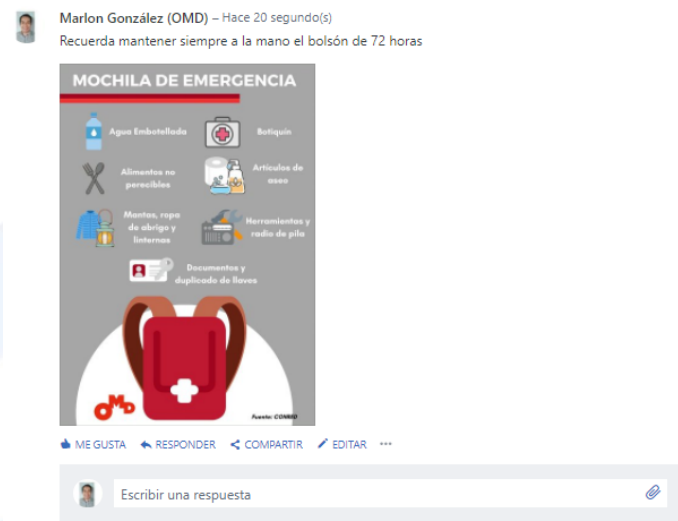 Marlon González (OMD) – Hace 20 segundo(s)
Recuerda mantener siempre a la mano el bolsón de 72 horas
MOCHILA DE EMERGENCIA
Agua Embotellada
Botiquín
Alimentos no
perecibles
Artículos de
aseo
Mantas, ropa
de abrigo y
linternas
Herramientas y
radio de pila
Documentos y
duplicado de llaves
OMD
Fuente: CONRED
ME GUSTA RESPONDER COMPARTIR EDITAR ...
Escribir una respuesta